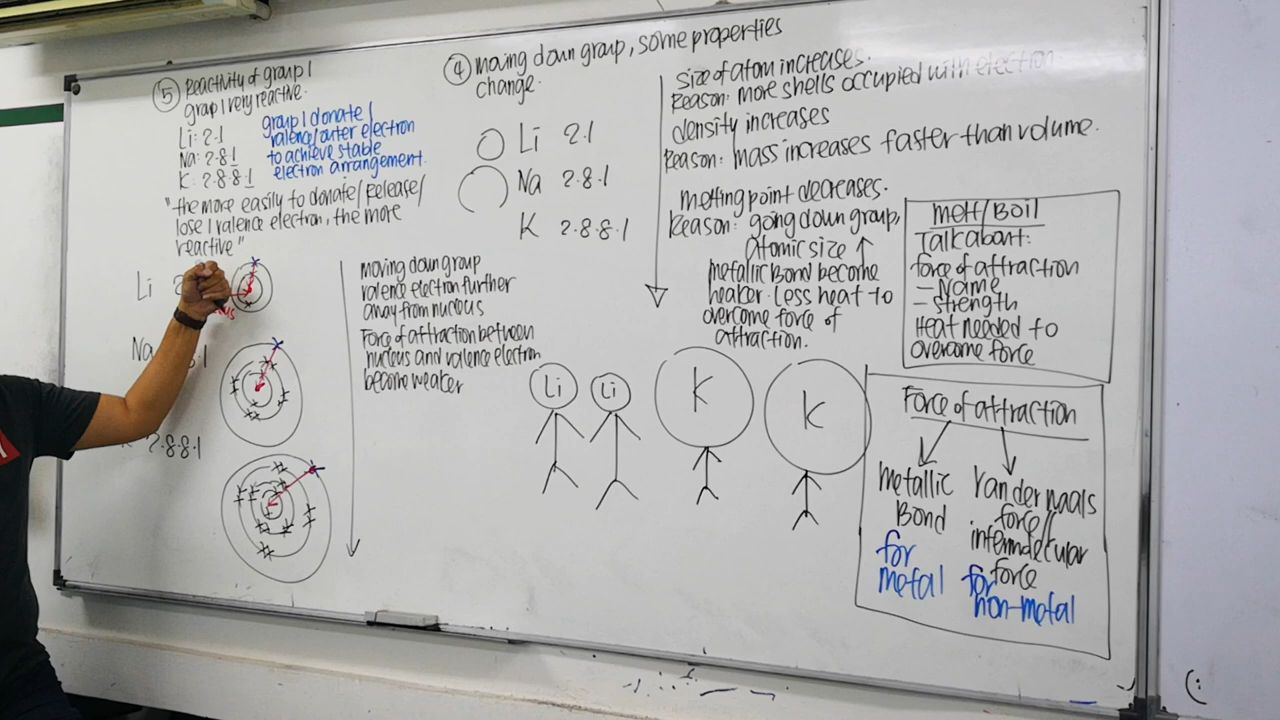 ⑤ Reactivity of group 1
group 1 very reactive.
Li: 2.1
Na: 2.8.1
K: 2.8.8.1
group 1 donate 1
valence/outer electron
to achieve stable
electron arrangement.
"the more easily to donate/release/
lose 1 valence electron, the more
reactive"
Li 2
Na 8.1
K 2.8.8.1
moving down group
valence electron further
away from nucleus
Force of attraction between
nucleus and valence electron
become weaker
④ moving down group, some properties
change.
Li 2.1
Na 2.8.1
K 2.8.8.1
size of atom increases.
Reason: more shells occupied with electron.
density increases
Reason: mass increases faster than volume.
melting point decreases.
Reason: going down group,
atomic size ↑
metallic Bond become
weaker. Less heat to
overcome force of
attraction.
Li Li K K
melt/Boil
Talk about:
force of attraction
- Name
- strength
Heat needed to
overcome force
Force of attraction
metallic
Bond
for
metal
Van der Waals
force//
intermolecular
force
for
non-metal